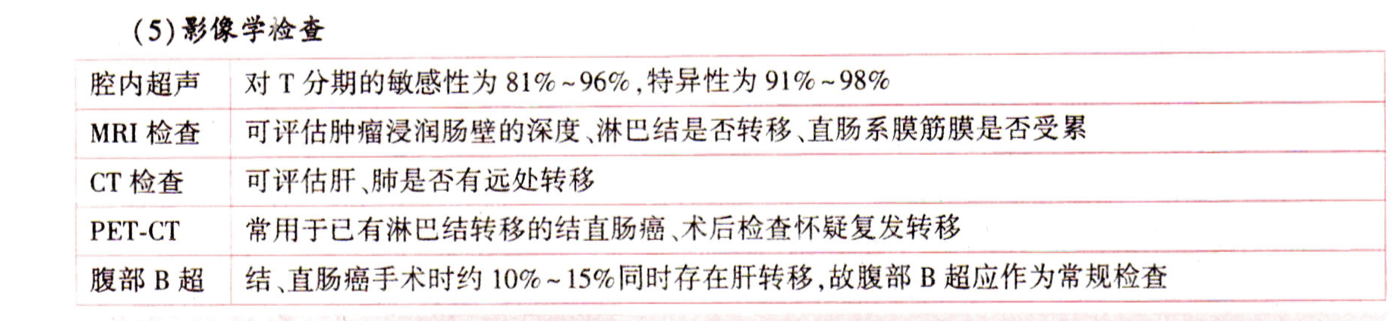 (5)影像学检查
腔内超声 对 T 分期的敏感性为 81%~96%,特异性为 91%~98%
MRI 检查 可评估肿瘤浸润肠壁的深度、淋巴结是否转移、直肠系膜筋膜是否受累
CT 检查 可评估肝、肺是否有远处转移
PET-CT 常用于已有淋巴结转移的结直肠癌、术后检查怀疑复发转移
腹部 B 超 结、直肠癌手术时约 10%~15%同时存在肝转移,故腹部 B 超应作为常规检查